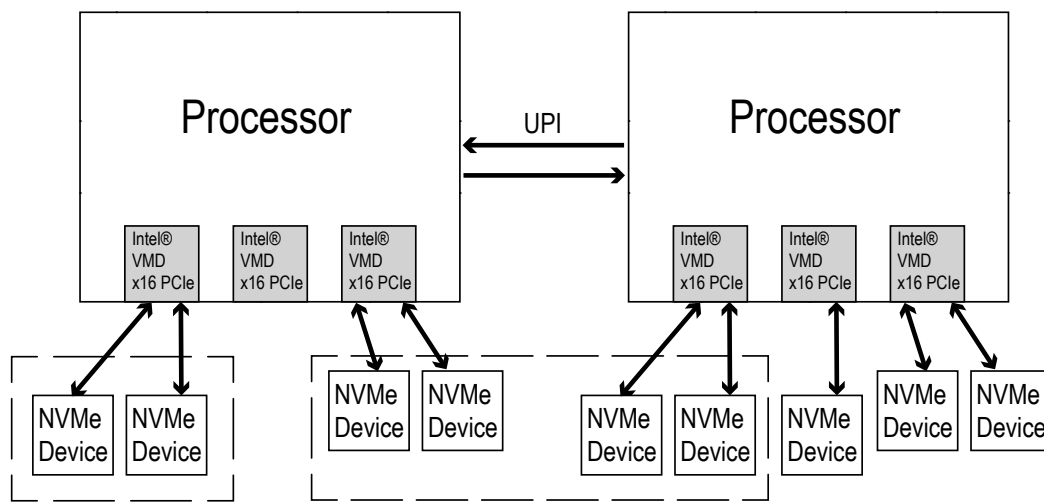 Processor
UPI
Processor
Intel®
VMD
x16 PCIe
Intel®
VMD
x16 PCIe
Intel®
VMD
x16 PCIe
Intel®
VMD
x16 PCIe
Intel®
VMD
x16 PCIe
Intel®
VMD
x16 PCIe
NVMe
Device
NVMe
Device
NVMe
Device
NVMe
Device
NVMe
Device
NVMe
Device
NVMe
Device
NVMe
Device
NVMe
Device